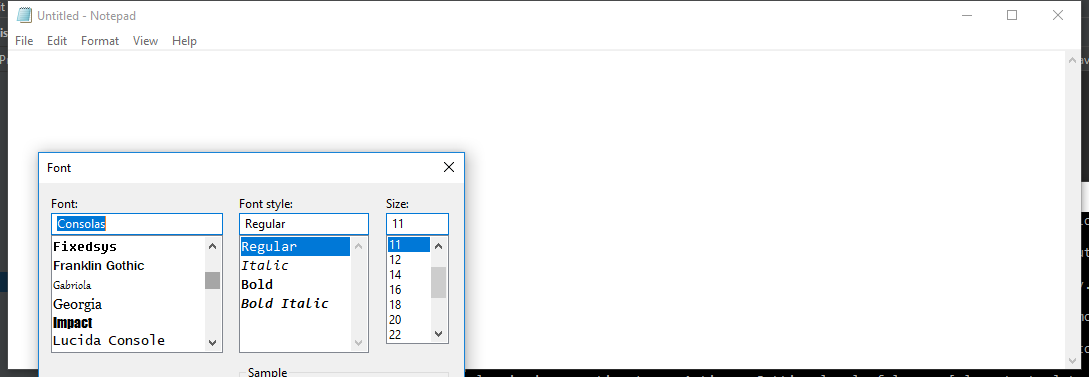 Untitled - Notepad
File Edit Format View Help
Font
Font: Font style: Size:
Consolas Regular 11
Fixedsys Regular 11
Franklin Gothic Italic 12
Gabriola Bold 14
Georgia Bold Italic 16
Impact 18
Lucida Console 20
22
Sample